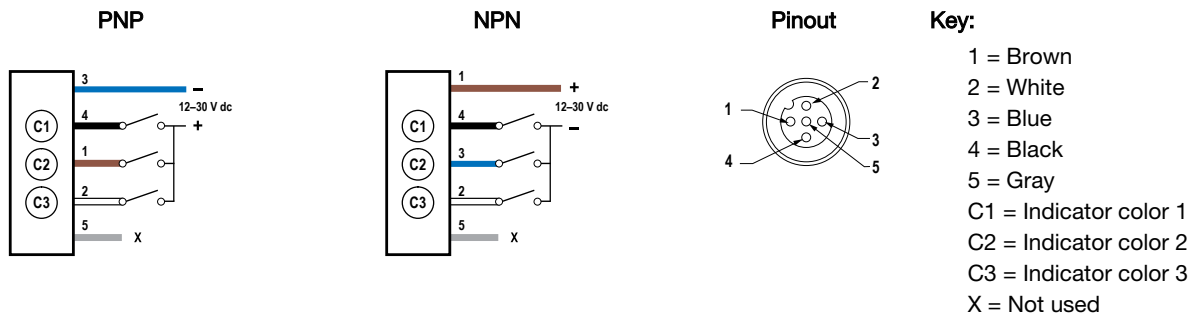 PNP
3
–
12–30 V dc
C1
4
+
C2
1
C3
2
5
X
NPN
1
+
12–30 V dc
C1
4
–
C2
3
C3
2
5
X
Pinout
2
1
3
4
5
Key:
1 = Brown
2 = White
3 = Blue
4 = Black
5 = Gray
C1 = Indicator color 1
C2 = Indicator color 2
C3 = Indicator color 3
X = Not used